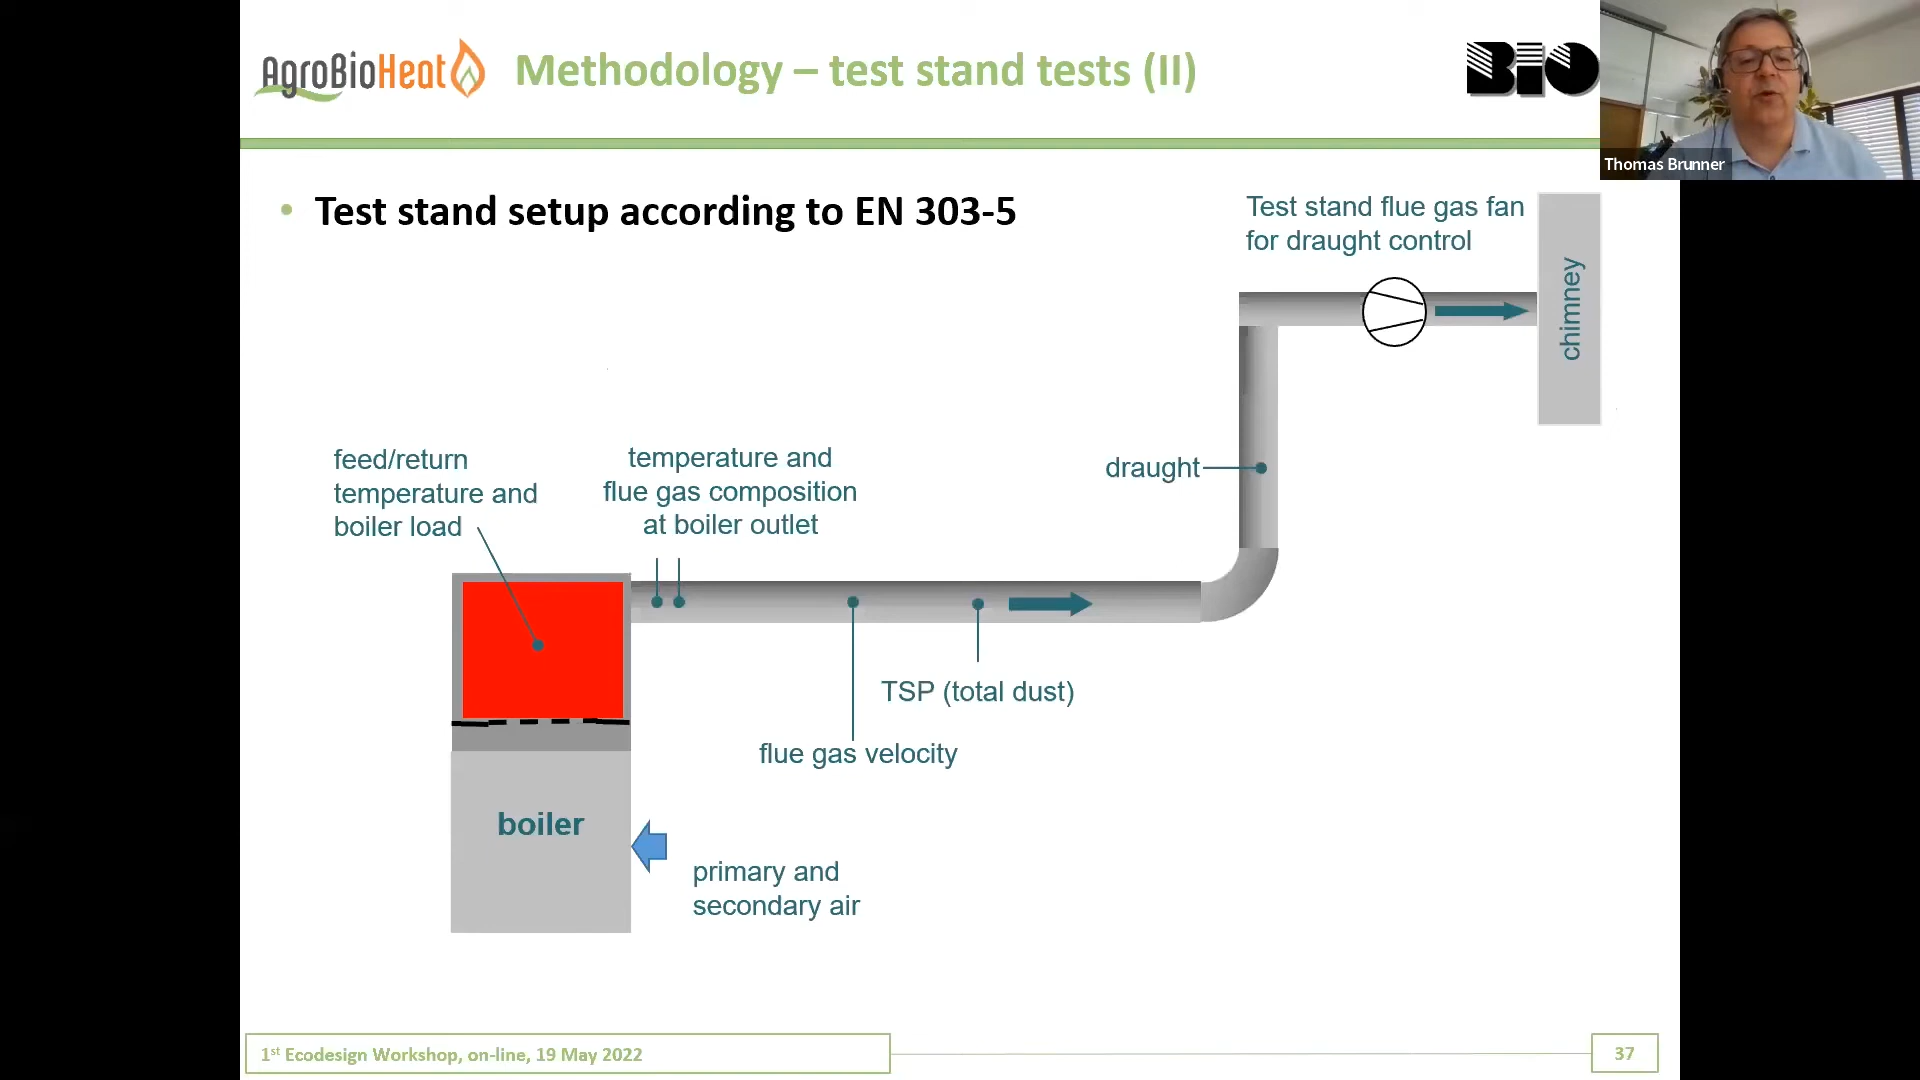 AgroBioHeat
Methodology – test stand tests (II)
BIO
Thomas Brunner
• Test stand setup according to EN 303-5
Test stand flue gas fan
for draught control
chimney
feed/return
temperature and
boiler load
temperature and
flue gas composition
at boiler outlet
draught
TSP (total dust)
flue gas velocity
boiler
primary and
secondary air
1st Ecodesign Workshop, on-line, 19 May 2022
37